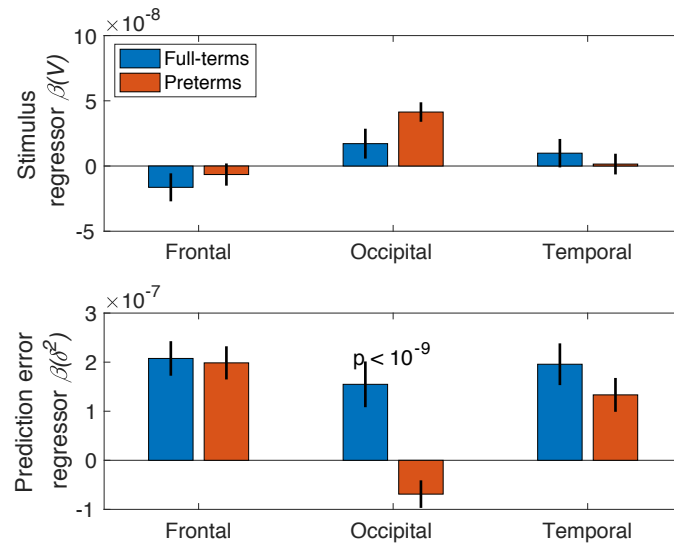 ×10⁻⁸
10
5
0
-5
Stimulus
regressor β(V)
Full-terms
Preterms
Frontal Occipital Temporal
×10⁻⁷
3
2
1
0
-1
Prediction error
regressor β(δ²)
p < 10⁻⁹
Frontal Occipital Temporal